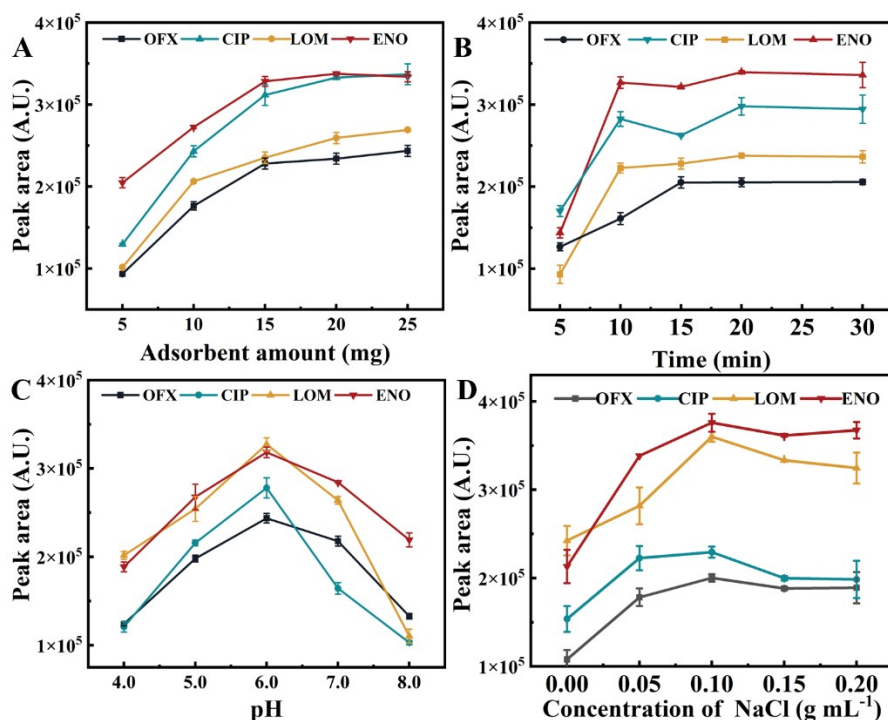 A
OFX CIP LOM ENO
Peak area (A.U.)
4×10⁵
3×10⁵
2×10⁵
1×10⁵
5 10 15 20 25
Adsorbent amount (mg)
B
OFX CIP LOM ENO
Peak area (A.U.)
4×10⁵
3×10⁵
2×10⁵
1×10⁵
5 10 15 20 25 30
Time (min)
C
OFX CIP LOM ENO
Peak area (A.U.)
4×10⁵
3×10⁵
2×10⁵
1×10⁵
4.0 5.0 6.0 7.0 8.0
pH
D
OFX CIP LOM ENO
Peak area (A.U.)
4×10⁵
3×10⁵
2×10⁵
1×10⁵
0.00 0.05 0.10 0.15 0.20
Concentration of NaCl (g mL⁻¹)